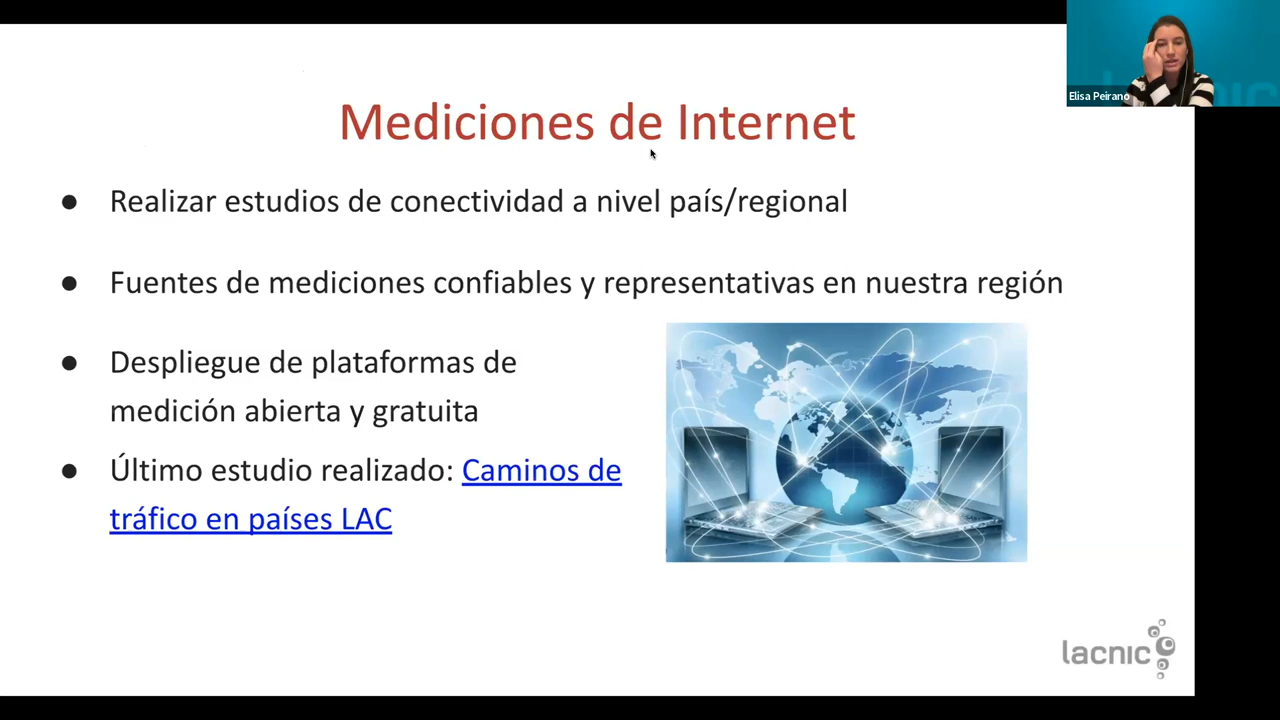 Elisa Peirano
Mediciones de Internet
● Realizar estudios de conectividad a nivel país/regional
● Fuentes de mediciones confiables y representativas en nuestra región
● Despliegue de plataformas de
medición abierta y gratuita
● Último estudio realizado: Caminos de
tráfico en países LAC
lacnic